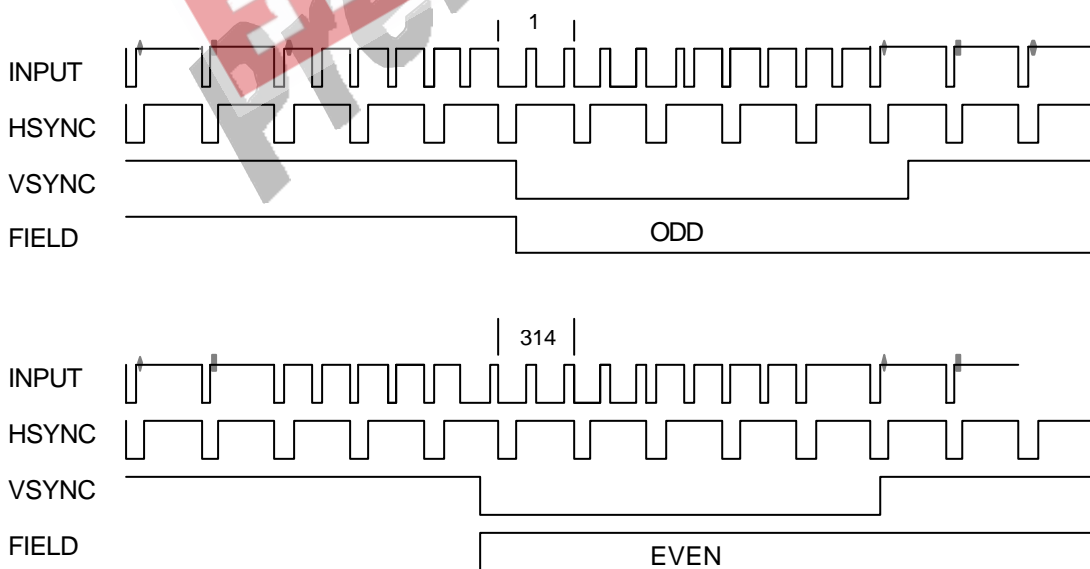 1
INPUT
HSYNC
VSYNC
FIELD
ODD
314
INPUT
HSYNC
VSYNC
FIELD
EVEN